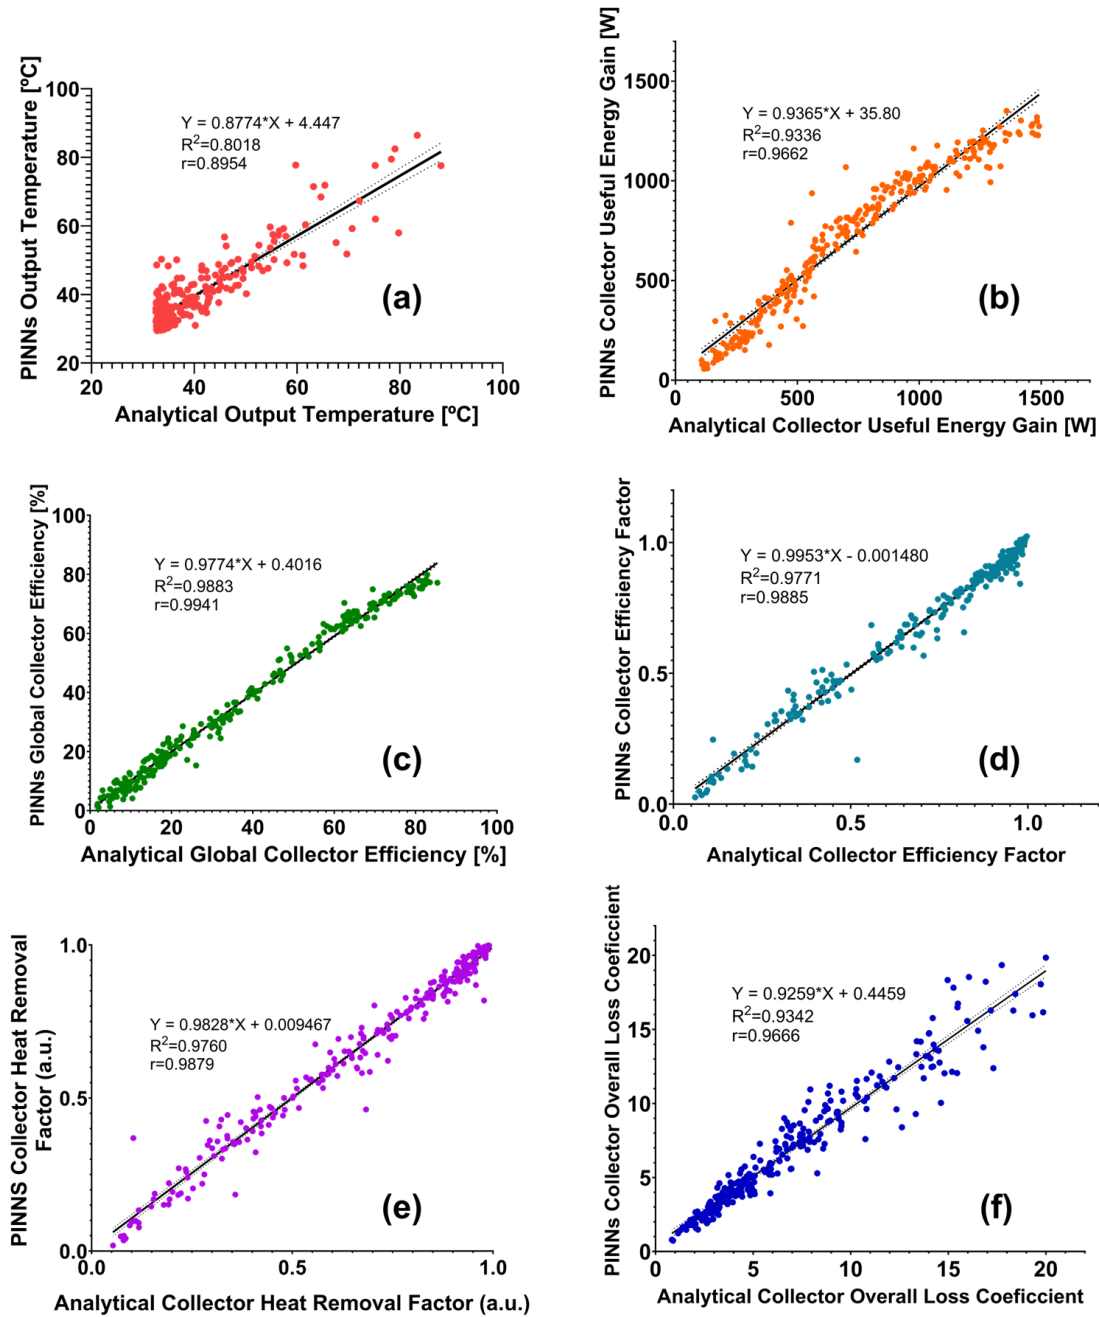 PINNs Output Temperature [ºC]
100
80
60
40
20
Y = 0.8774*X + 4.447
R2=0.8018
r=0.8954
(a)
20 40 60 80 100
Analytical Output Temperature [ºC]
PINNs Collector Useful Energy Gain [W]
1500
1000
500
0
Y = 0.9365*X + 35.80
R2=0.9336
r=0.9662
(b)
0 500 1000 1500
Analytical Collector Useful Energy Gain [W]
PINNs Global Collector Efficiency [%]
100
80
60
40
20
0
Y = 0.9774*X + 0.4016
R2=0.9883
r=0.9941
(c)
0 20 40 60 80 100
Analytical Global Collector Efficiency [%]
PINNs Collector Efficiency Factor
1.0
0.5
0.0
Y = 0.9953*X - 0.001480
R2=0.9771
r=0.9885
(d)
0.0 0.5 1.0
Analytical Collector Efficiency Factor
PINNS Collector Heat Removal
Factor (a.u.)
1.0
0.5
0.0
Y = 0.9828*X + 0.009467
R2=0.9760
r=0.9879
(e)
0.0 0.5 1.0
Analytical Collector Heat Removal Factor (a.u.)
PINNs Collector Overall Loss Coeficcient
20
15
10
5
0
Y = 0.9259*X + 0.4459
R2=0.9342
r=0.9666
(f)
0 5 10 15 20
Analytical Collector Overall Loss Coeficcient